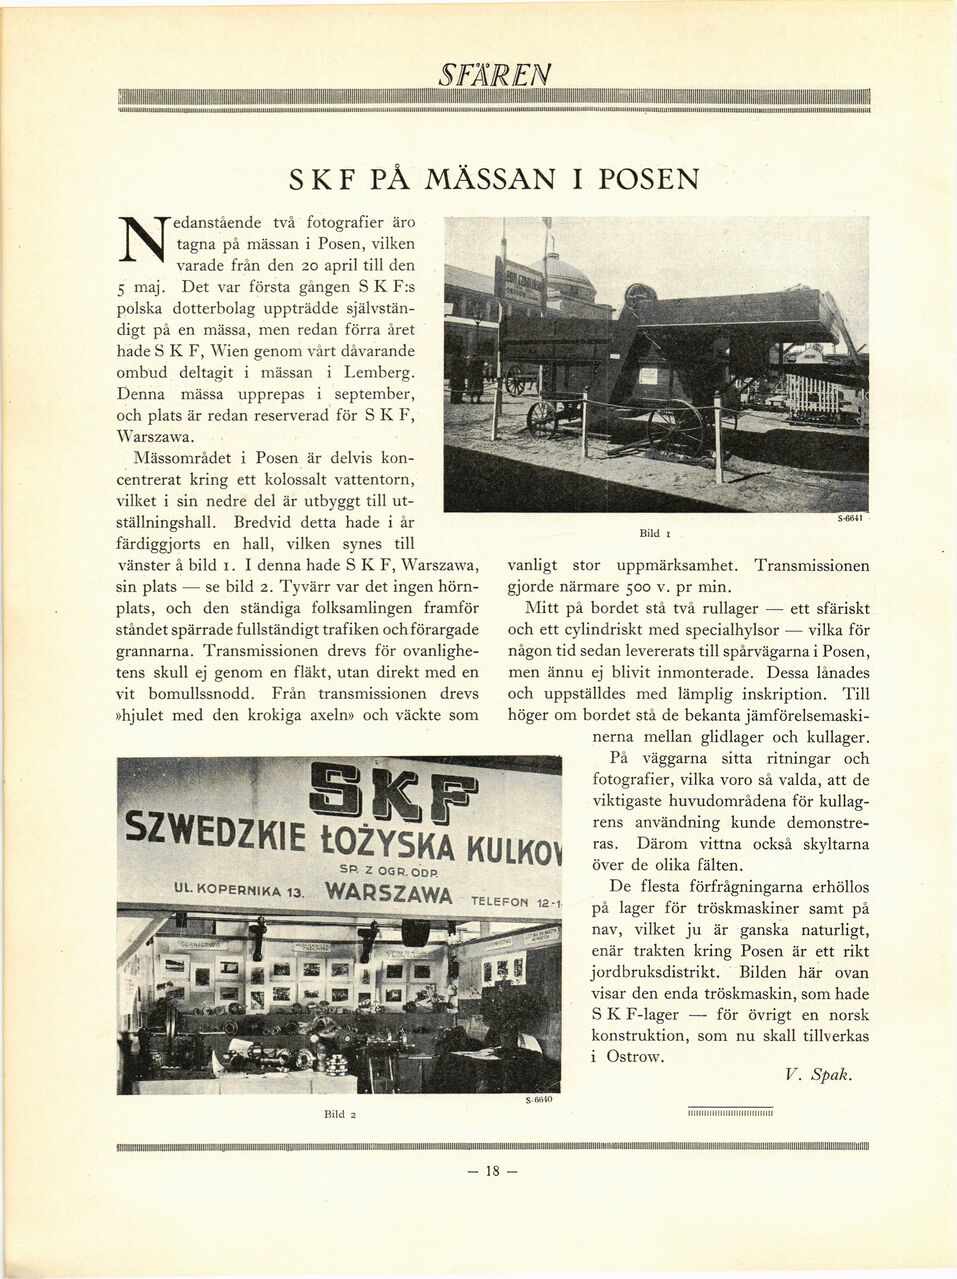 SFÄREN
SKF PÅ MÄSSAN I POSEN
Nedanstående två fotografier äro
tagna på mässan i Posen, vilken
varade från den 20 april till den
5 maj. Det var första gången S K F:s
polska dotterbolag uppträdde självstän-
digt på en mässa, men redan förra året
hade S K F, Wien genom vårt dåvarande
ombud deltagit i mässan i Lemberg.
Denna mässa upprepas i september,
och plats är redan reserverad för S K F,
Warszawa.
Mässområdet i Posen är delvis kon-
centrerat kring ett kolossalt vattentorn,
vilket i sin nedre del är utbyggt till ut-
ställningshall. Bredvid detta hade i år
färdiggjorts en hall, vilken synes till
vänster å bild 1. I denna hade S K F, Warszawa,
sin plats — se bild 2. Tyvärr var det ingen hörn-
plats, och den ständiga folksamlingen framför
ståndet spärrade fullständigt trafiken och förargade
grannarna. Transmissionen drevs för ovanlighe-
tens skull ej genom en fläkt, utan direkt med en
vit bomullssnodd. Från transmissionen drevs
»hjulet med den krokiga axeln» och väckte som
S-6641
Bild 1
vanligt stor uppmärksamhet. Transmissionen
gjorde närmare 500 v. pr min.
Mitt på bordet stå två rullager — ett sfäriskt
och ett cylindriskt med specialhylsor — vilka för
någon tid sedan levererats till spårvägarna i Posen,
men ännu ej blivit inmonterade. Dessa lånades
och uppställdes med lämplig inskription. Till
höger om bordet stå de bekanta jämförelsemaski-
nerna mellan glidlager och kullager.
På väggarna sitta ritningar och
fotografier, vilka voro så valda, att de
viktigaste huvudområdena för kullag-
rens användning kunde demonstre-
ras. Därom vittna också skyltarna
över de olika fälten.
De flesta förfrågningarna erhöllos
på lager för tröskmaskiner samt på
nav, vilket ju är ganska naturligt,
enär trakten kring Posen är ett rikt
jordbruksdistrikt. Bilden här ovan
visar den enda tröskmaskin, som hade
S K F-lager — för övrigt en norsk
konstruktion, som nu skall tillverkas
i Ostrow.
V. Spak.
SKF
SZWEDZKIE ŁOŻYSKA KULKOW
SP. Z OGR. ODP.
UL. KOPERNIKA 13. WARSZAWA TELEFON 12-1
GÓRNICTWO
S-6640
Bild 2
— 18 —